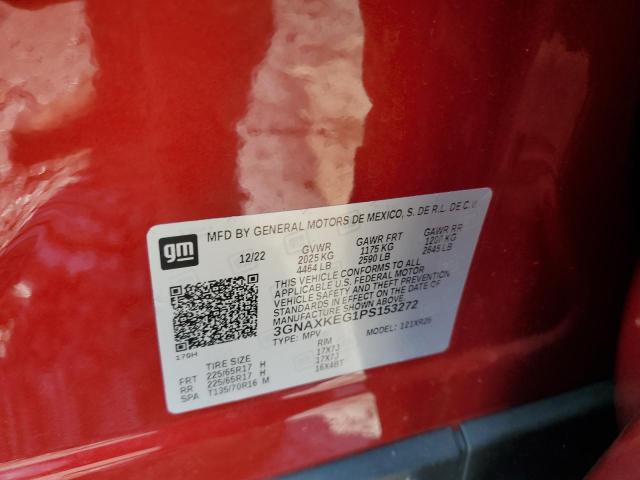 gm
MFD BY GENERAL MOTORS DE MEXICO, S. DE R.L. DE C.V
12/22 GVWR GAWR FRT GAWR RR
2025 KG 1175 KG 1200 KG
4464 LB 2590 LB 2645 LB
THIS VEHICLE CONFORMS TO ALL
APPLICABLE U.S. FEDERAL MOTOR
VEHICLE SAFETY AND THEFT PREVENTION
STANDARDS IN EFFECT ON THE DATE OF
MANUFACTURE SHOWN ABOVE.
3GNAXKEG1PS153272
TYPE: MPV MODEL: 121XR26
179H
TIRE SIZE RIM
FRT 225/65R17 H 17X7J
RR 225/65R17 H 17X7J
SPA T135/70R16 M 16X4BT